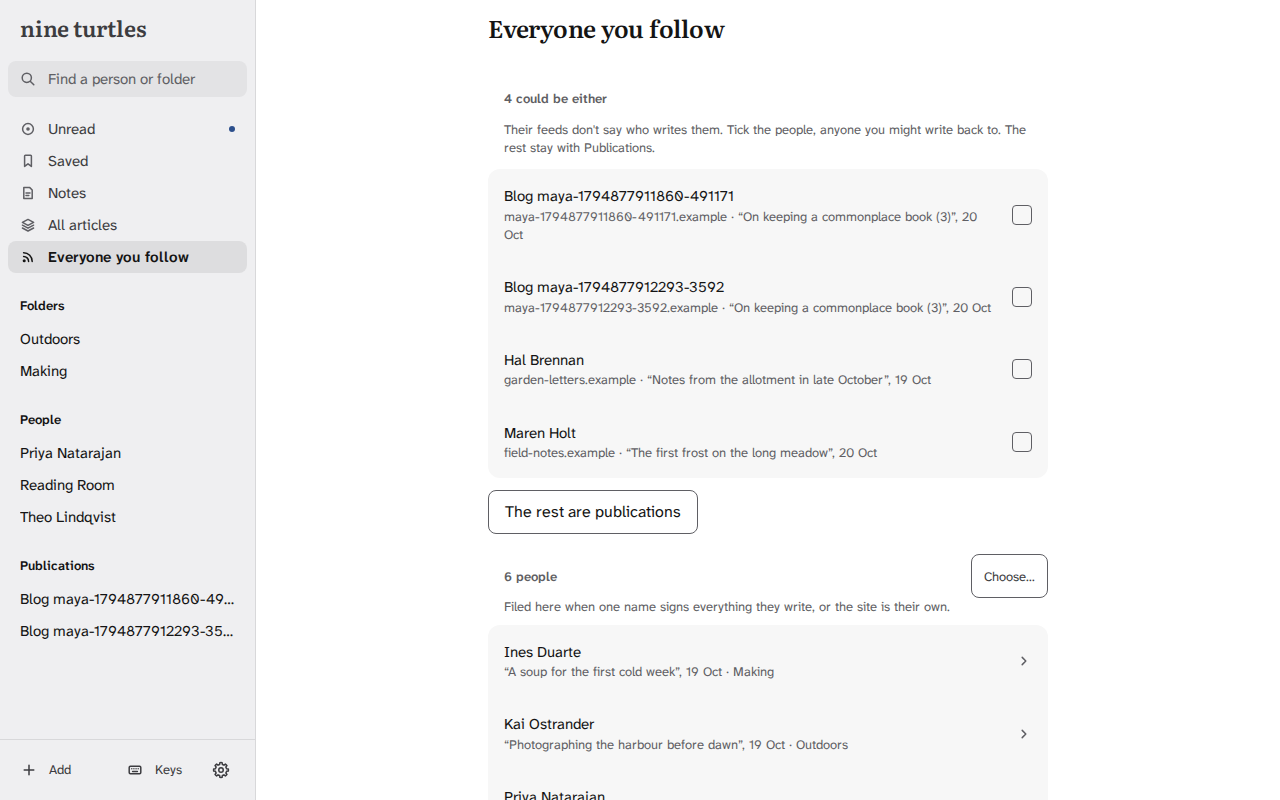 nine turtles
Find a person or folder
Unread
Saved
Notes
All articles
Everyone you follow
Folders
Outdoors
Making
People
Priya Natarajan
Reading Room
Theo Lindqvist
Publications
Blog maya-1794877911860-49...
Blog maya-1794877912293-35...
Add
Keys
Everyone you follow
4 could be either
Their feeds don't say who writes them. Tick the people, anyone you might write back to. The
rest stay with Publications.
Blog maya-1794877911860-491171
maya-1794877911860-491171.example · “On keeping a commonplace book (3)”, 20
Oct
Blog maya-1794877912293-3592
maya-1794877912293-3592.example · “On keeping a commonplace book (3)”, 20 Oct
Hal Brennan
garden-letters.example · “Notes from the allotment in late October”, 19 Oct
Maren Holt
field-notes.example · “The first frost on the long meadow”, 20 Oct
The rest are publications
6 people
Choose...
Filed here when one name signs everything they write, or the site is their own.
Ines Duarte
“A soup for the first cold week”, 19 Oct · Making
Kai Ostrander
“Photographing the harbour before dawn”, 19 Oct · Outdoors
Priya Natarajan